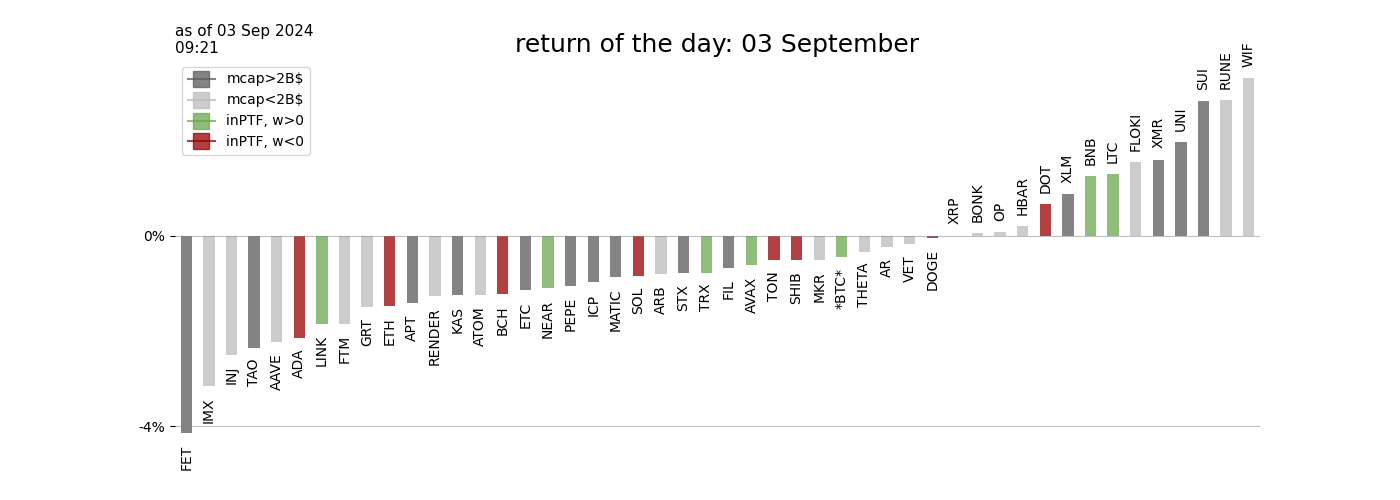 as of 03 Sep 2024
09:21
return of the day: 03 September
mcap>2B$
mcap<2B$
inPTF, w>0
inPTF, w<0
0%
-4%
FET
IMX
INJ
TAO
AAVE
ADA
LINK
FTM
GRT
ETH
APT
RENDER
KAS
ATOM
BCH
ETC
NEAR
PEPE
ICP
MATIC
SOL
ARB
STX
TRX
FIL
AVAX
TON
SHIB
MKR
*BTC*
THETA
AR
VET
DOGE
XRP
BONK
OP
HBAR
DOT
XLM
BNB
LTC
FLOKI
XMR
UNI
SUI
RUNE
WIF